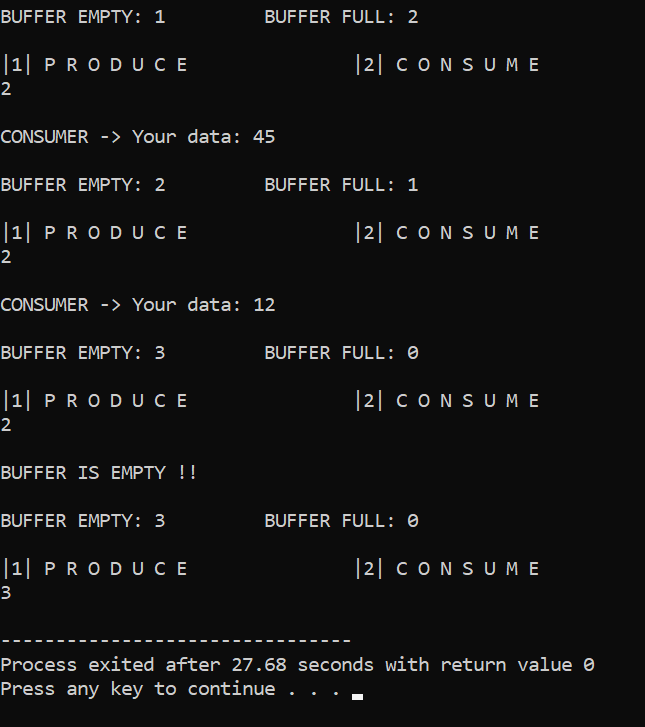 BUFFER EMPTY: 1         BUFFER FULL: 2
|1| P R O D U C E               |2| C O N S U M E
2
CONSUMER -> Your data: 45
BUFFER EMPTY: 2         BUFFER FULL: 1
|1| P R O D U C E               |2| C O N S U M E
2
CONSUMER -> Your data: 12
BUFFER EMPTY: 3         BUFFER FULL: 0
|1| P R O D U C E               |2| C O N S U M E
2
BUFFER IS EMPTY !!
BUFFER EMPTY: 3         BUFFER FULL: 0
|1| P R O D U C E               |2| C O N S U M E
3
--------------------------------
Process exited after 27.68 seconds with return value 0
Press any key to continue . . .